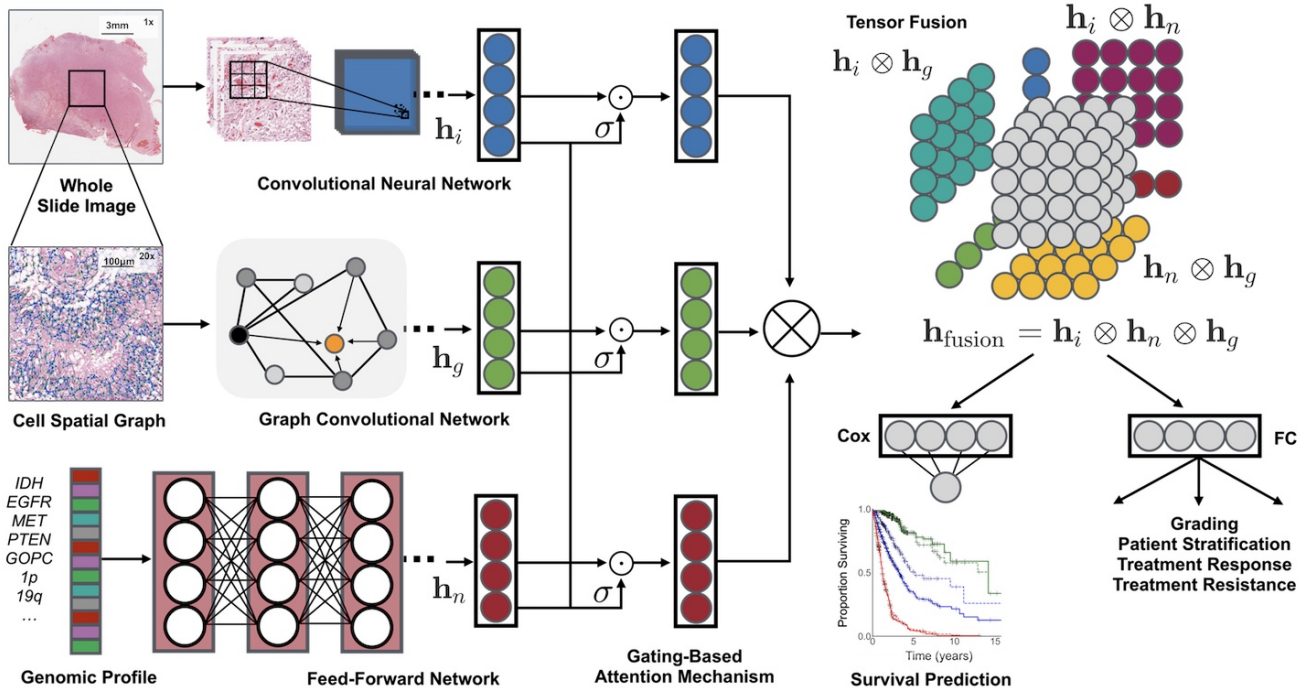 3mm
1x
Whole
Slide Image
Convolutional Neural Network
h_i
σ
100μm
20x
Cell Spatial Graph
Graph Convolutional Network
h_g
σ
IDH
EGFR
MET
PTEN
GOPC
1p
19q
...
Genomic Profile
Feed-Forward Network
h_n
σ
Gating-Based
Attention Mechanism
Tensor Fusion
h_i ⊗ h_n
h_i ⊗ h_g
h_n ⊗ h_g
h_fusion = h_i ⊗ h_n ⊗ h_g
Cox
FC
Grading
Patient Stratification
Treatment Response
Treatment Resistance
Proportion Surviving
1.0
0.5
0.0
0
5
10
15
Time (years)
Survival Prediction